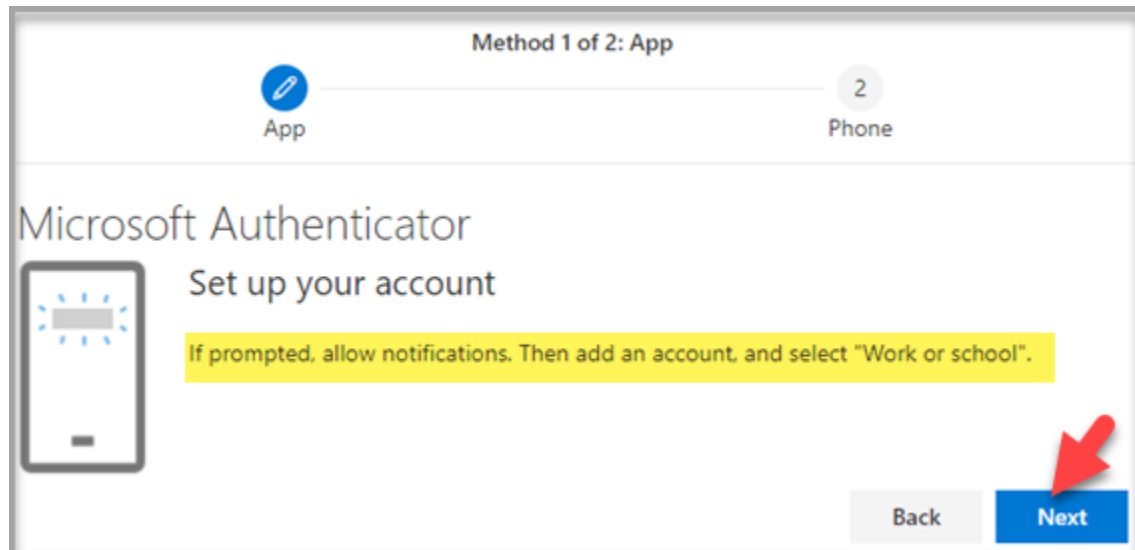 Method 1 of 2: App
2
App
Phone
Microsoft Authenticator
Set up your account
If prompted, allow notifications. Then add an account, and select "Work or school".
Back
Next